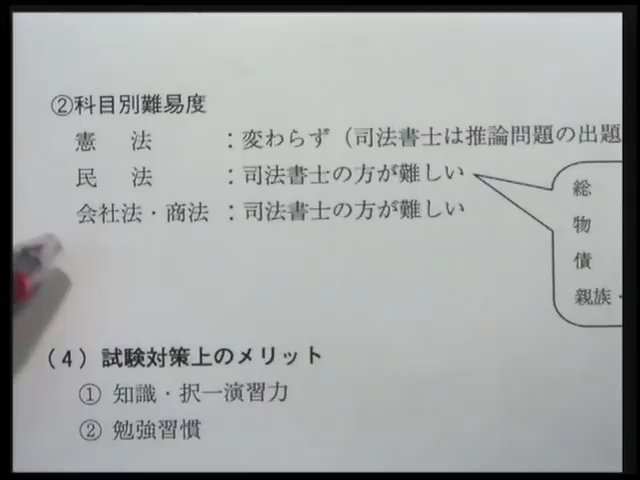 ②科目別難易度
憲　法　：変わらず（司法書士は推論問題の出題
民　法　：司法書士の方が難しい
会社法・商法　：司法書士の方が難しい
総
物
債
親族・
（4）試験対策上のメリット
① 知識・択一演習力
② 勉強習慣